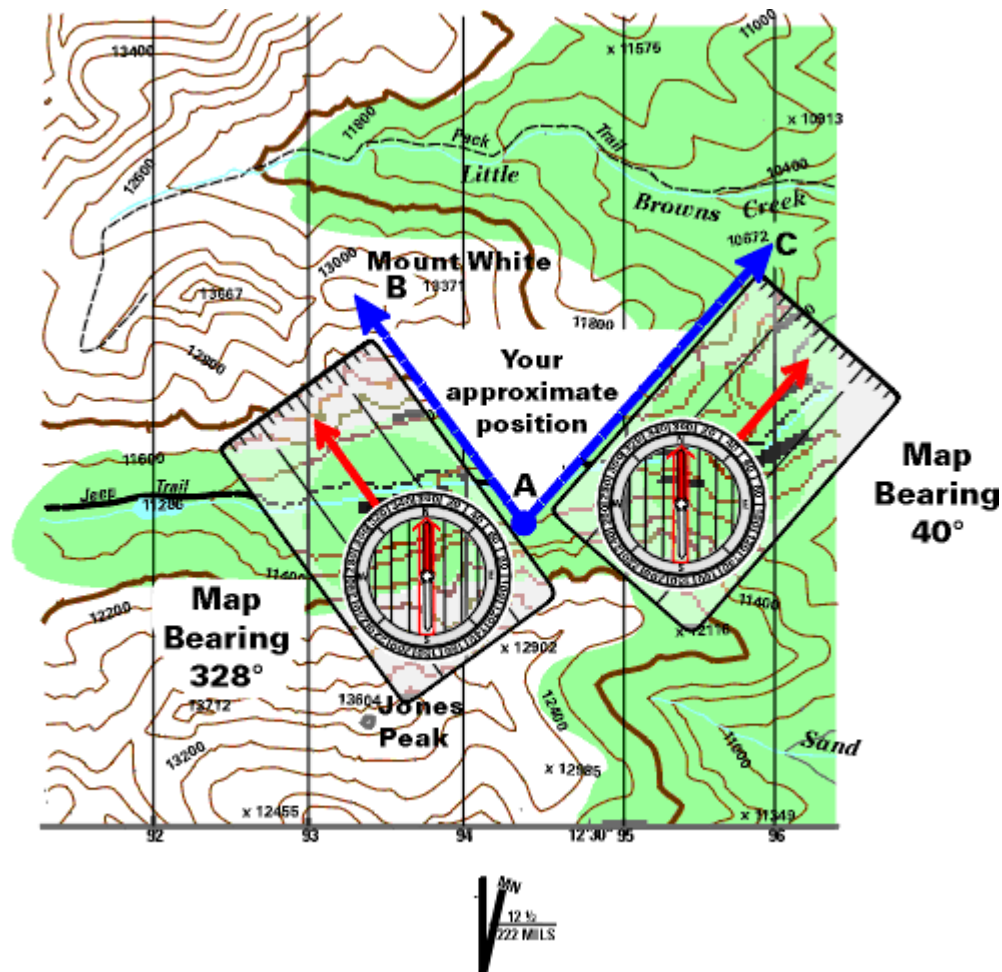 13400
x 11576
11000
11800
Pack
Trail
x 10913
12600
Little
10400
Browns Creek
13000
10672
C
Mount White
B
13371
13667
11800
12800
Your
approximate
position
11600
A
Map
Bearing
40°
Jeep Trail
11286
11400
11400
12200
Map
Bearing
328°
x 12116
x 12902
13604
13712
Jones
Peak
12400
11000
Sand
13200
x 12985
x 12455
x 11349
92
93
94
12°30'
95
96
MN
12 ½
222 MILS